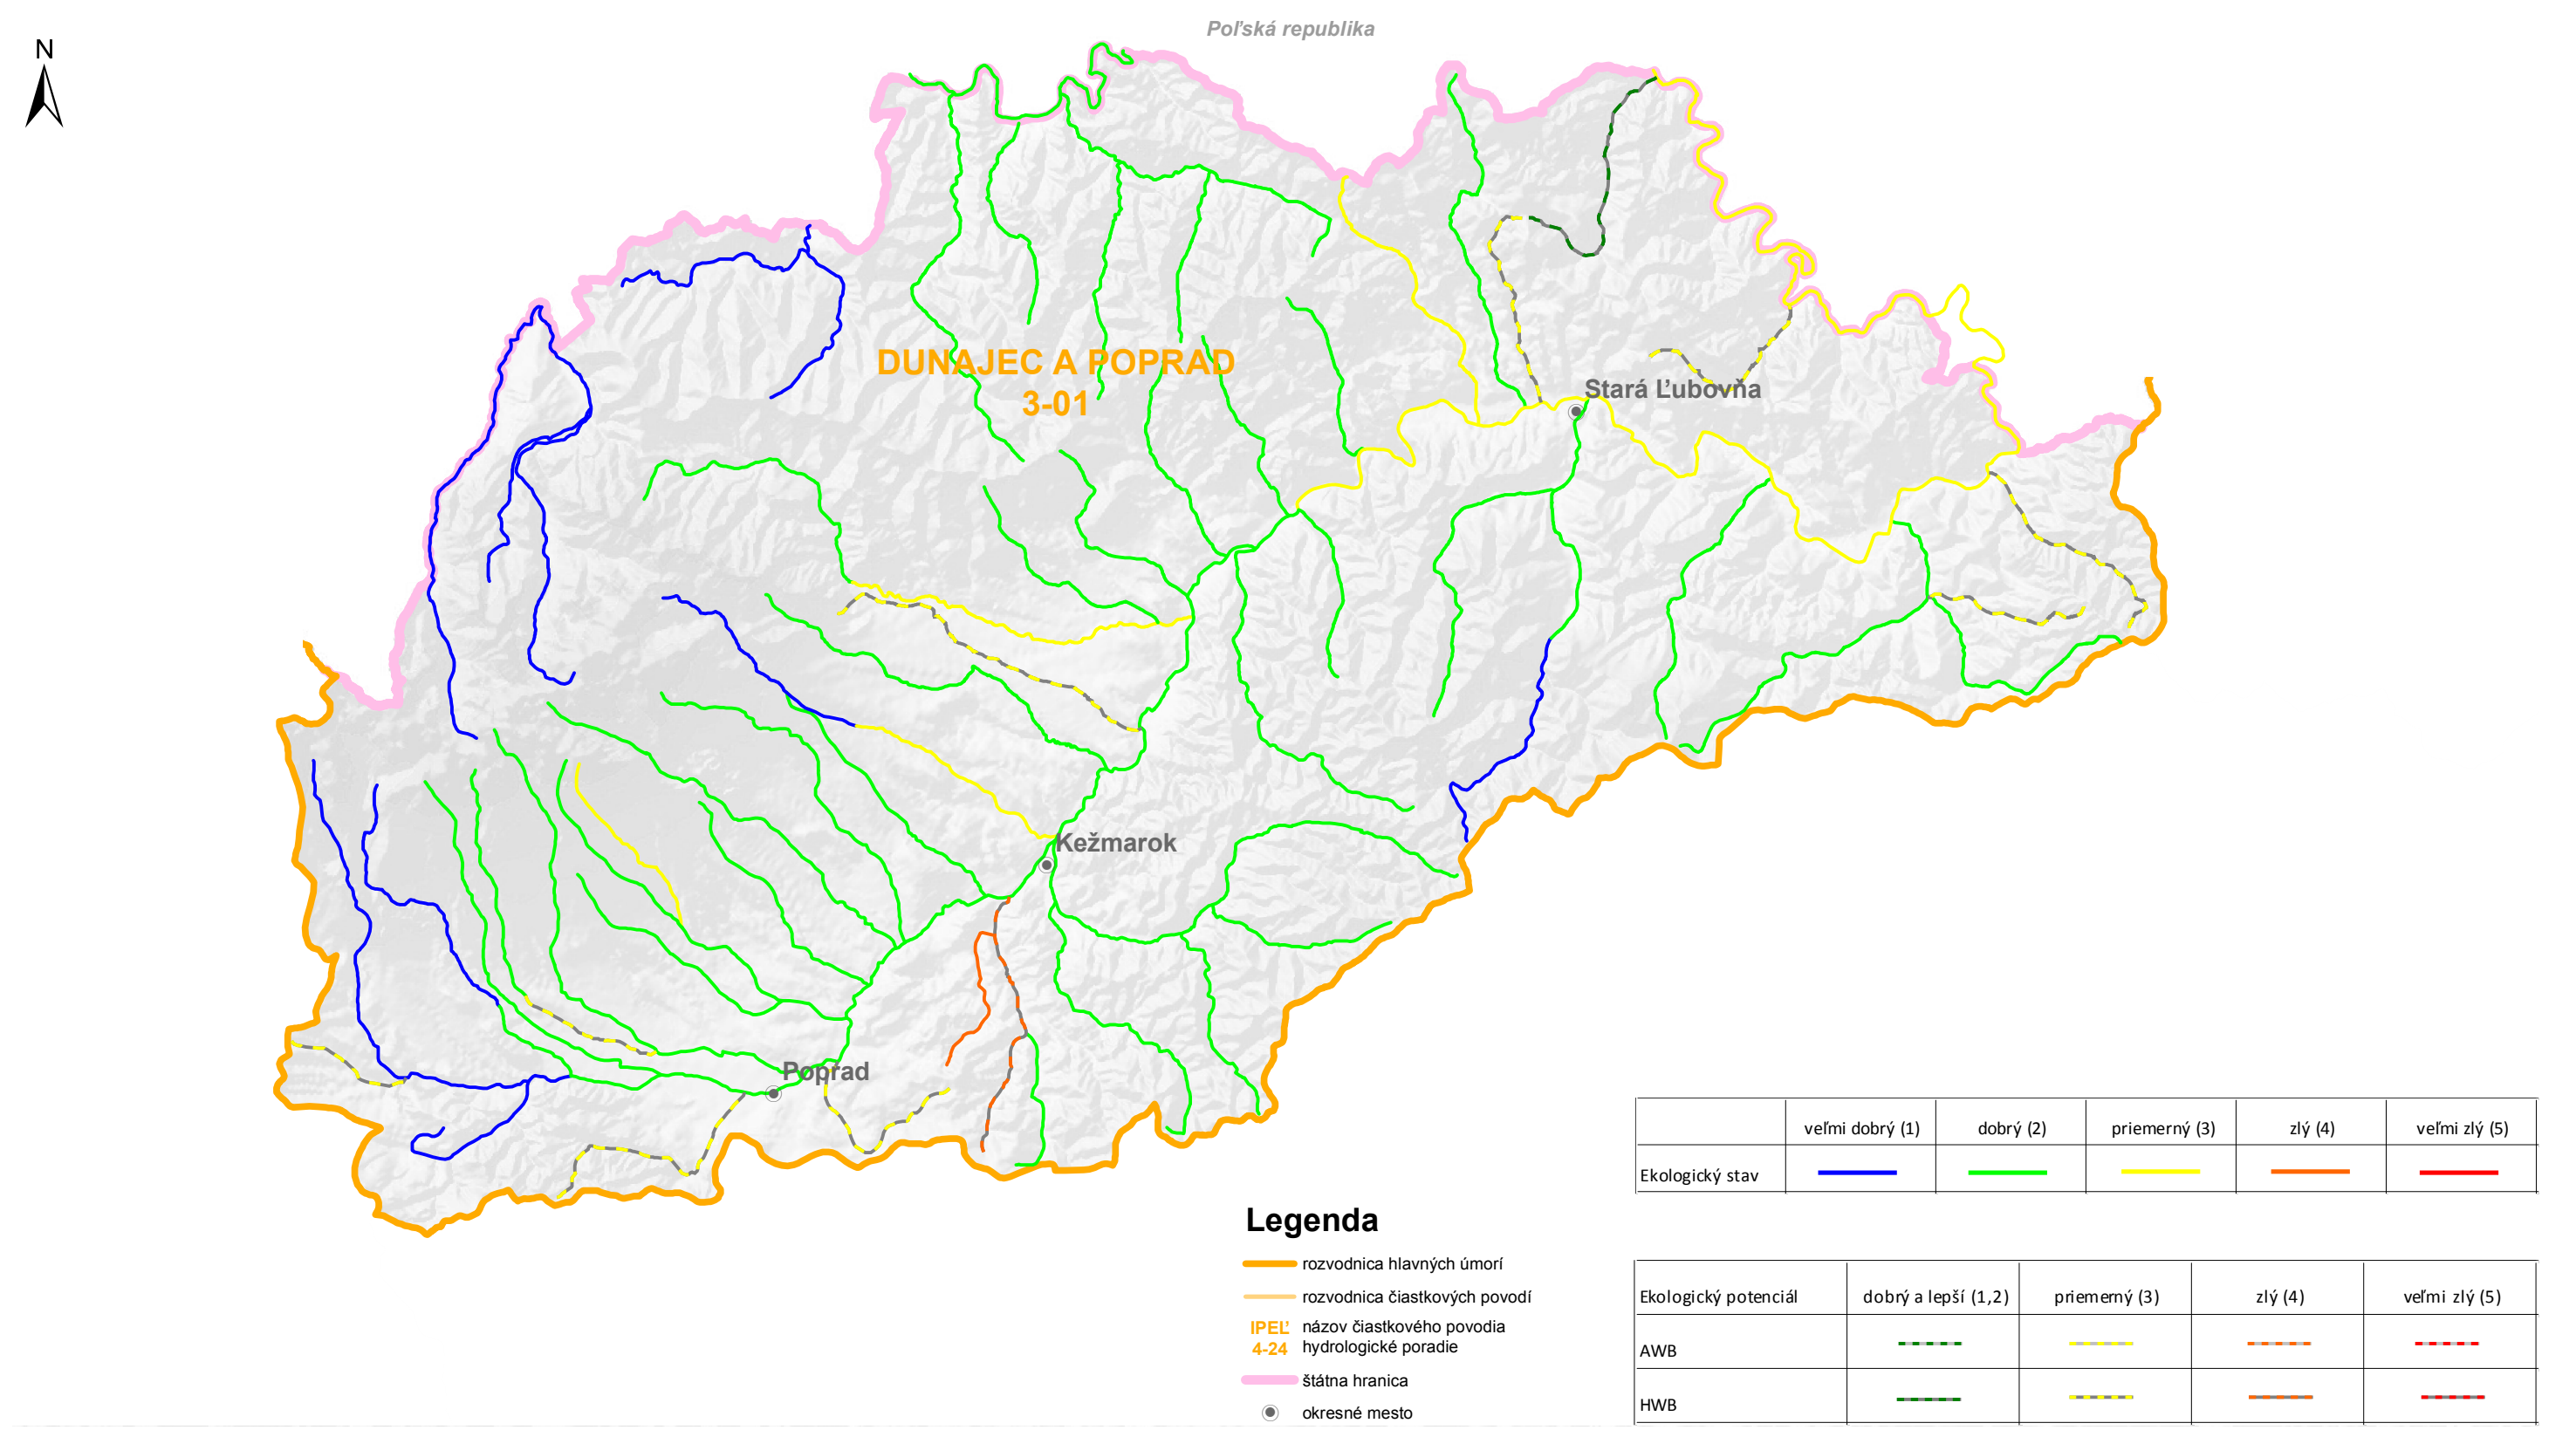 Poľská republika
N
DUNAJEC A POPRAD
3-01
Stará Ľubovňa
Kežmarok
Poprad
veľmi dobrý (1) dobrý (2) priemerný (3) zlý (4) veľmi zlý (5)
Ekologický stav
Legenda
rozvodnica hlavných úmorí
rozvodnica čiastkových povodí
IPEĽ názov čiastkového povodia
4-24 hydrologické poradie
štátna hranica
okresné mesto
Ekologický potenciál dobrý a lepší (1,2) priemerný (3) zlý (4) veľmi zlý (5)
AWB
HWB